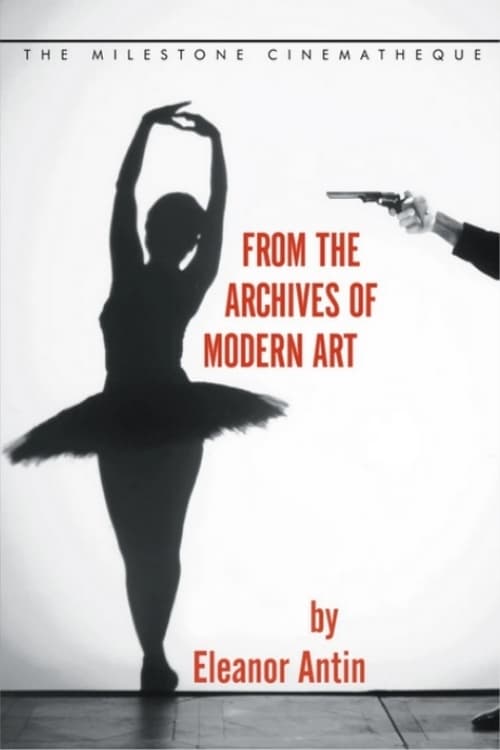 THE MILESTONE CINEMATHEQUE
FROM THE
ARCHIVES OF
MODERN ART
by
Eleanor Antin